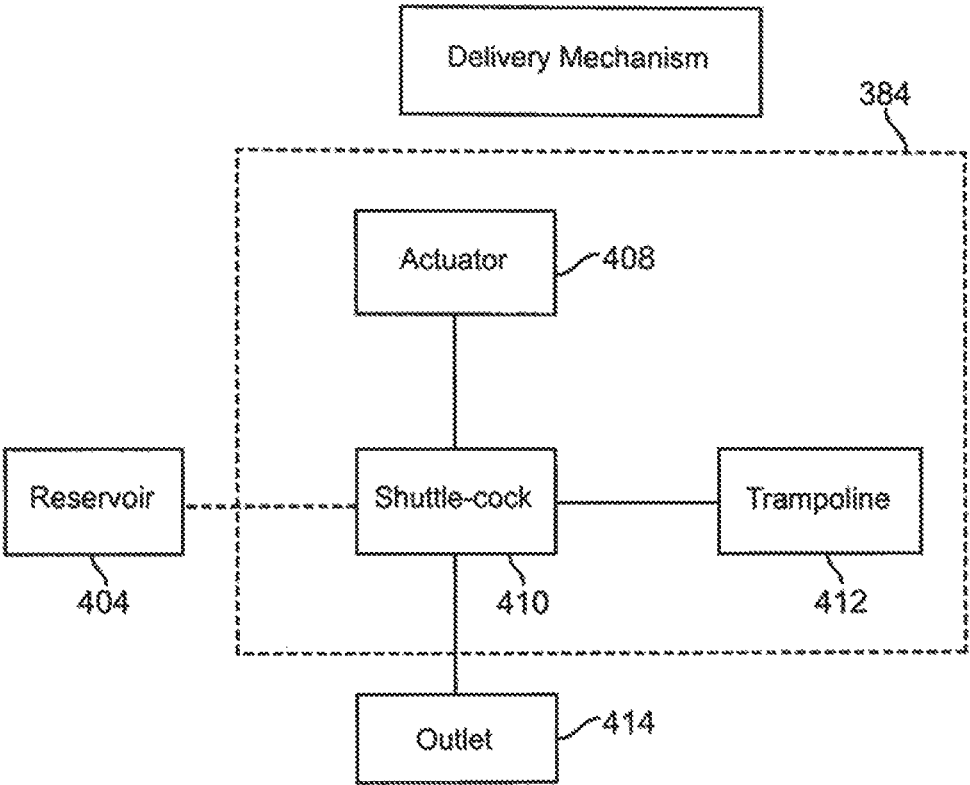 Delivery Mechanism
384
Actuator
408
Reservoir
Shuttle-cock
Trampoline
404
410
412
Outlet
414